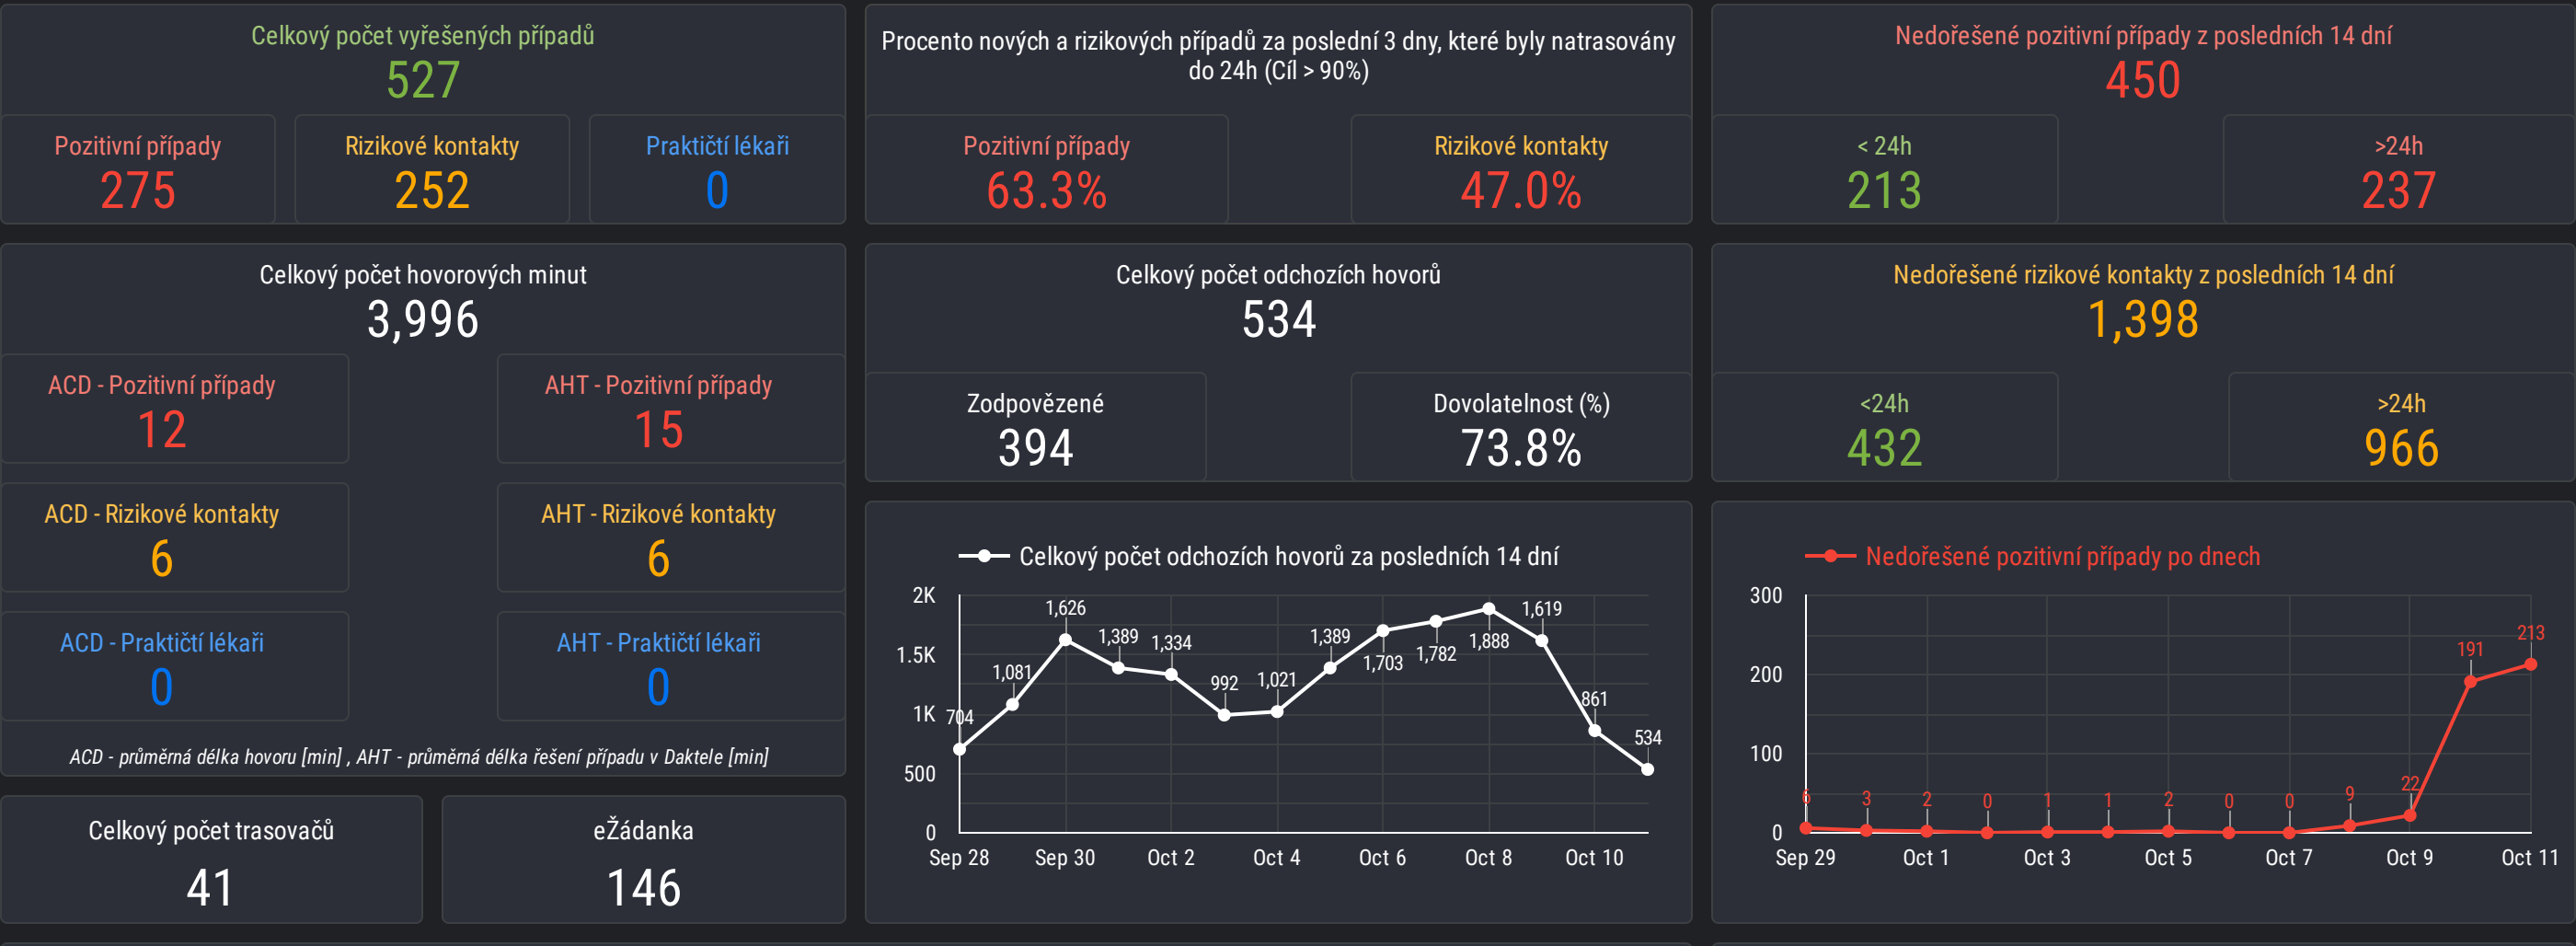 Celkový počet vyřešených případů
527
Pozitivní případy
275
Rizikové kontakty
252
Praktičtí lékaři
0
Procento nových a rizikových případů za poslední 3 dny, které byly natrasovány
do 24h (Cíl > 90%)
Pozitivní případy
63.3%
Rizikové kontakty
47.0%
Nedořešené pozitivní případy z posledních 14 dní
450
< 24h
213
>24h
237
Celkový počet hovorových minut
3,996
ACD - Pozitivní případy
12
AHT - Pozitivní případy
15
ACD - Rizikové kontakty
6
AHT - Rizikové kontakty
6
ACD - Praktičtí lékaři
0
AHT - Praktičtí lékaři
0
ACD - průměrná délka hovoru [min] , AHT - průměrná délka řešení případu v Daktele [min]
Celkový počet odchozích hovorů
534
Zodpovězené
394
Dovolatelnost (%)
73.8%
Nedořešené rizikové kontakty z posledních 14 dní
1,398
<24h
432
>24h
966
Celkový počet trasovačů
41
eŽádanka
146
Celkový počet odchozích hovorů za posledních 14 dní
2K
1.5K
1K
500
0
704
1,081
1,626
1,389
1,334
992
1,021
1,389
1,703
1,782
1,888
1,619
861
534
Sep 28
Sep 30
Oct 2
Oct 4
Oct 6
Oct 8
Oct 10
Nedořešené pozitivní případy po dnech
300
200
100
0
6
3
2
0
1
1
2
0
0
9
22
191
213
Sep 29
Oct 1
Oct 3
Oct 5
Oct 7
Oct 9
Oct 11